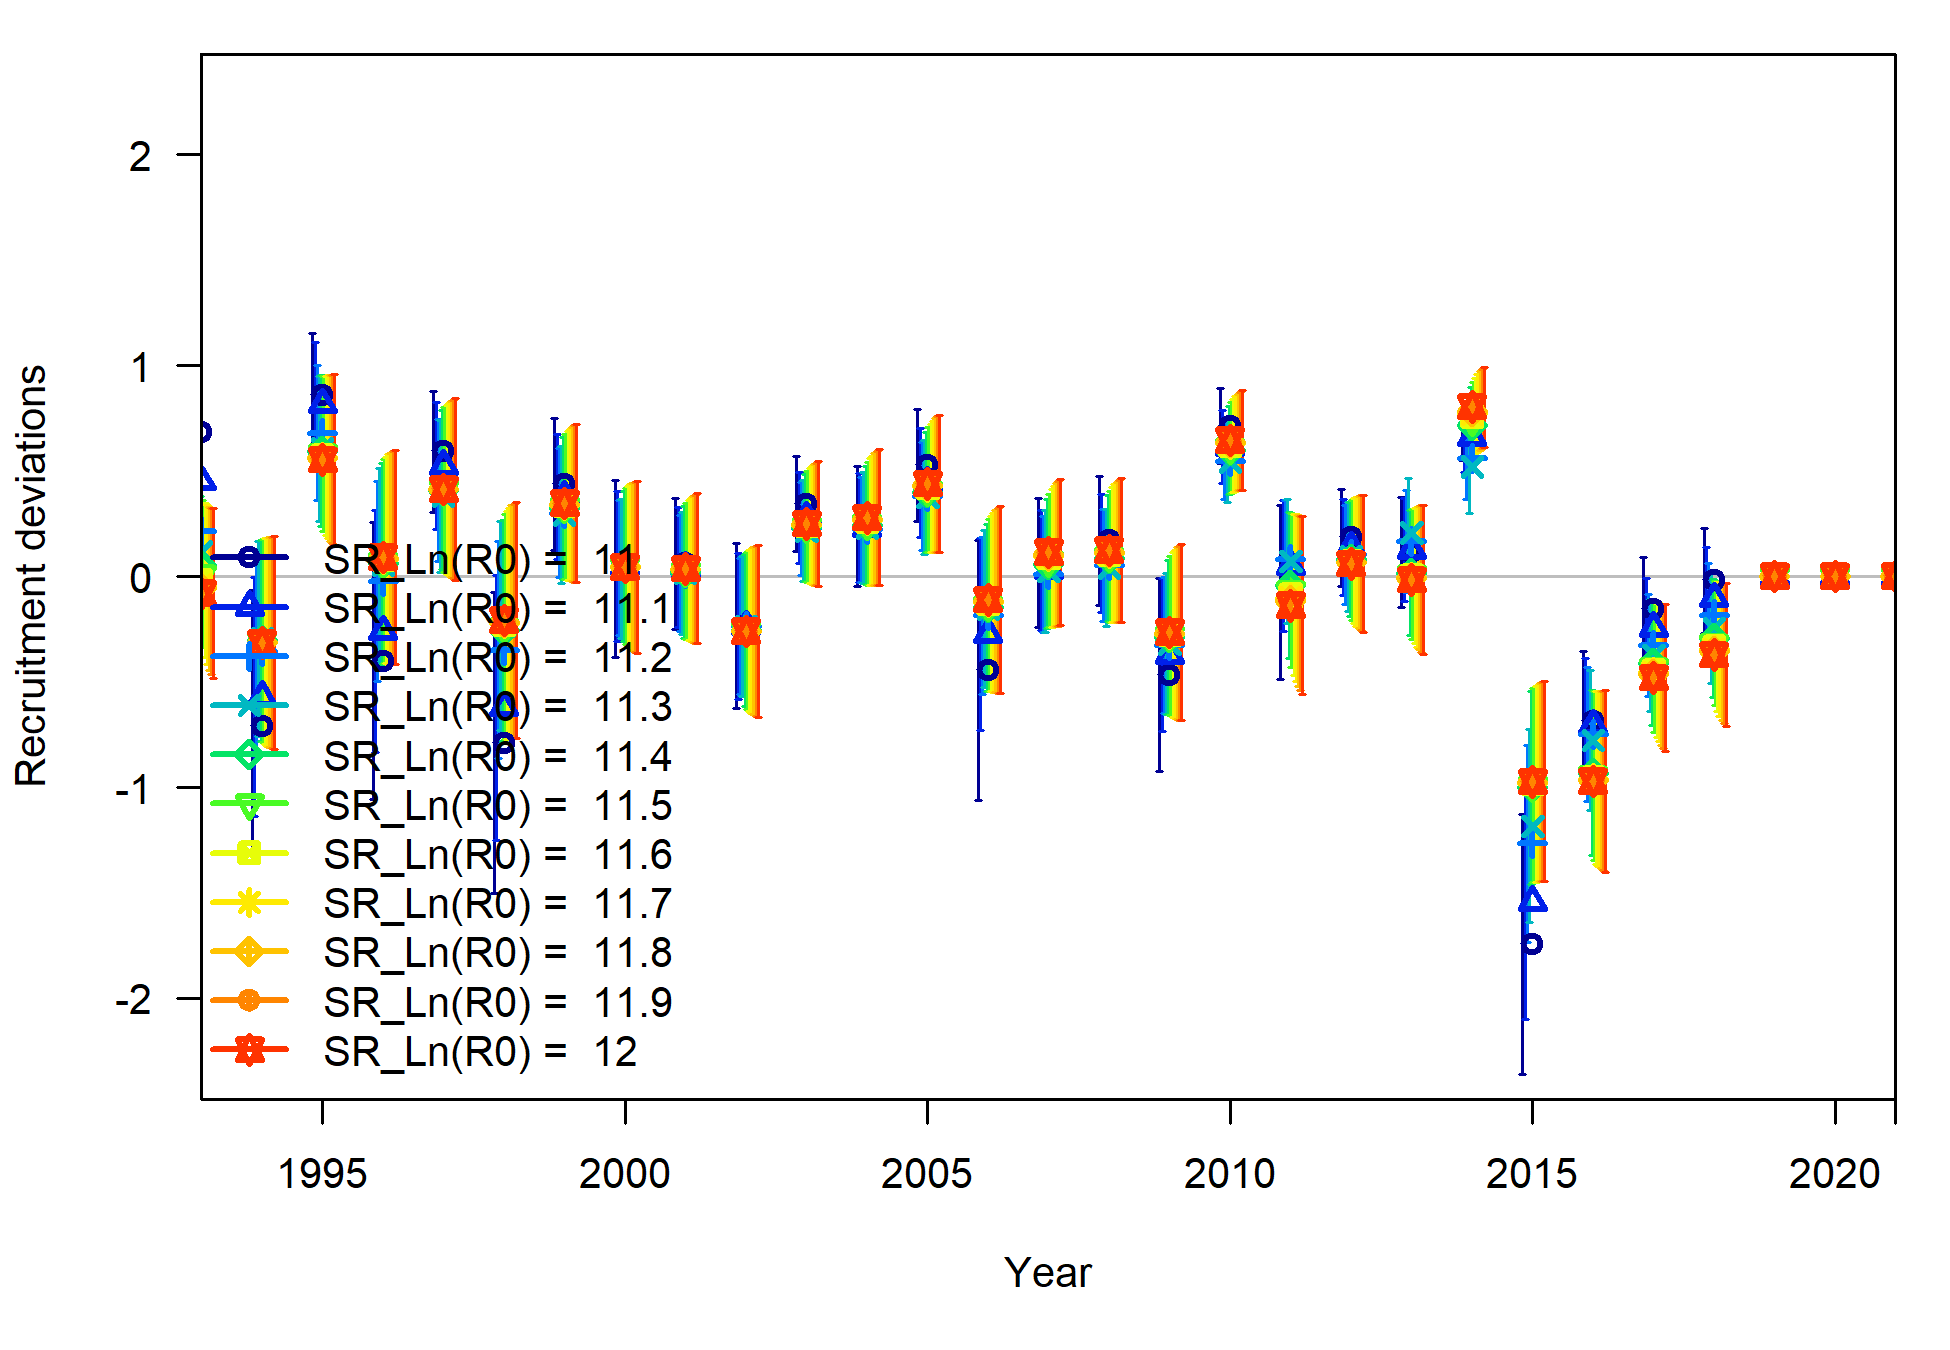 Recruitment deviations
2
1
0
-1
-2
SR_Ln(R0) = 11
SR_Ln(R0) = 11.1
SR_Ln(R0) = 11.2
SR_Ln(R0) = 11.3
SR_Ln(R0) = 11.4
SR_Ln(R0) = 11.5
SR_Ln(R0) = 11.6
SR_Ln(R0) = 11.7
SR_Ln(R0) = 11.8
SR_Ln(R0) = 11.9
SR_Ln(R0) = 12
1995 2000 2005 2010 2015 2020
Year